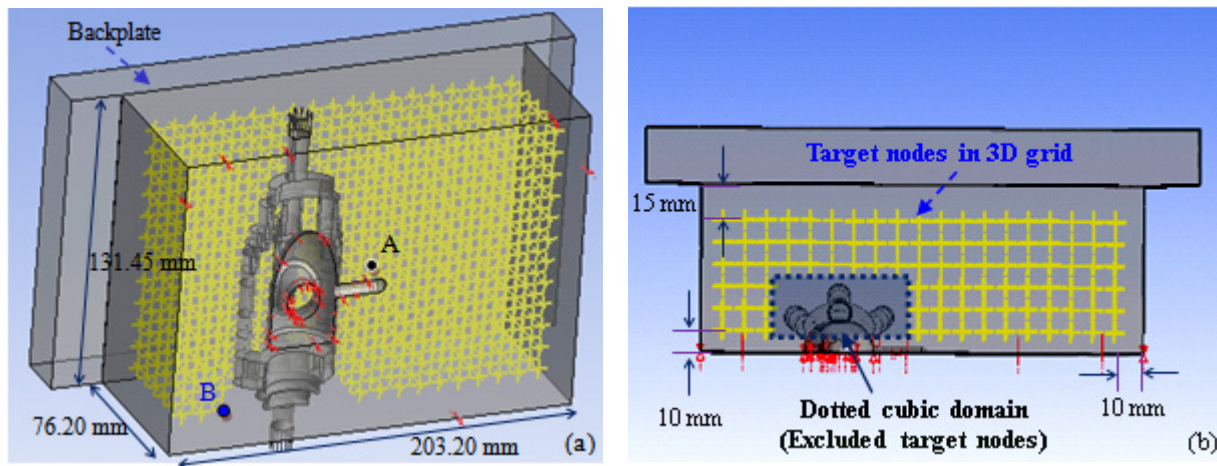 Backplate
A
131.45 mm
B
76.20 mm
203.20 mm
(a)
Target nodes in 3D grid
15 mm
10 mm
10 mm
Dotted cubic domain
(Excluded target nodes)
(b)